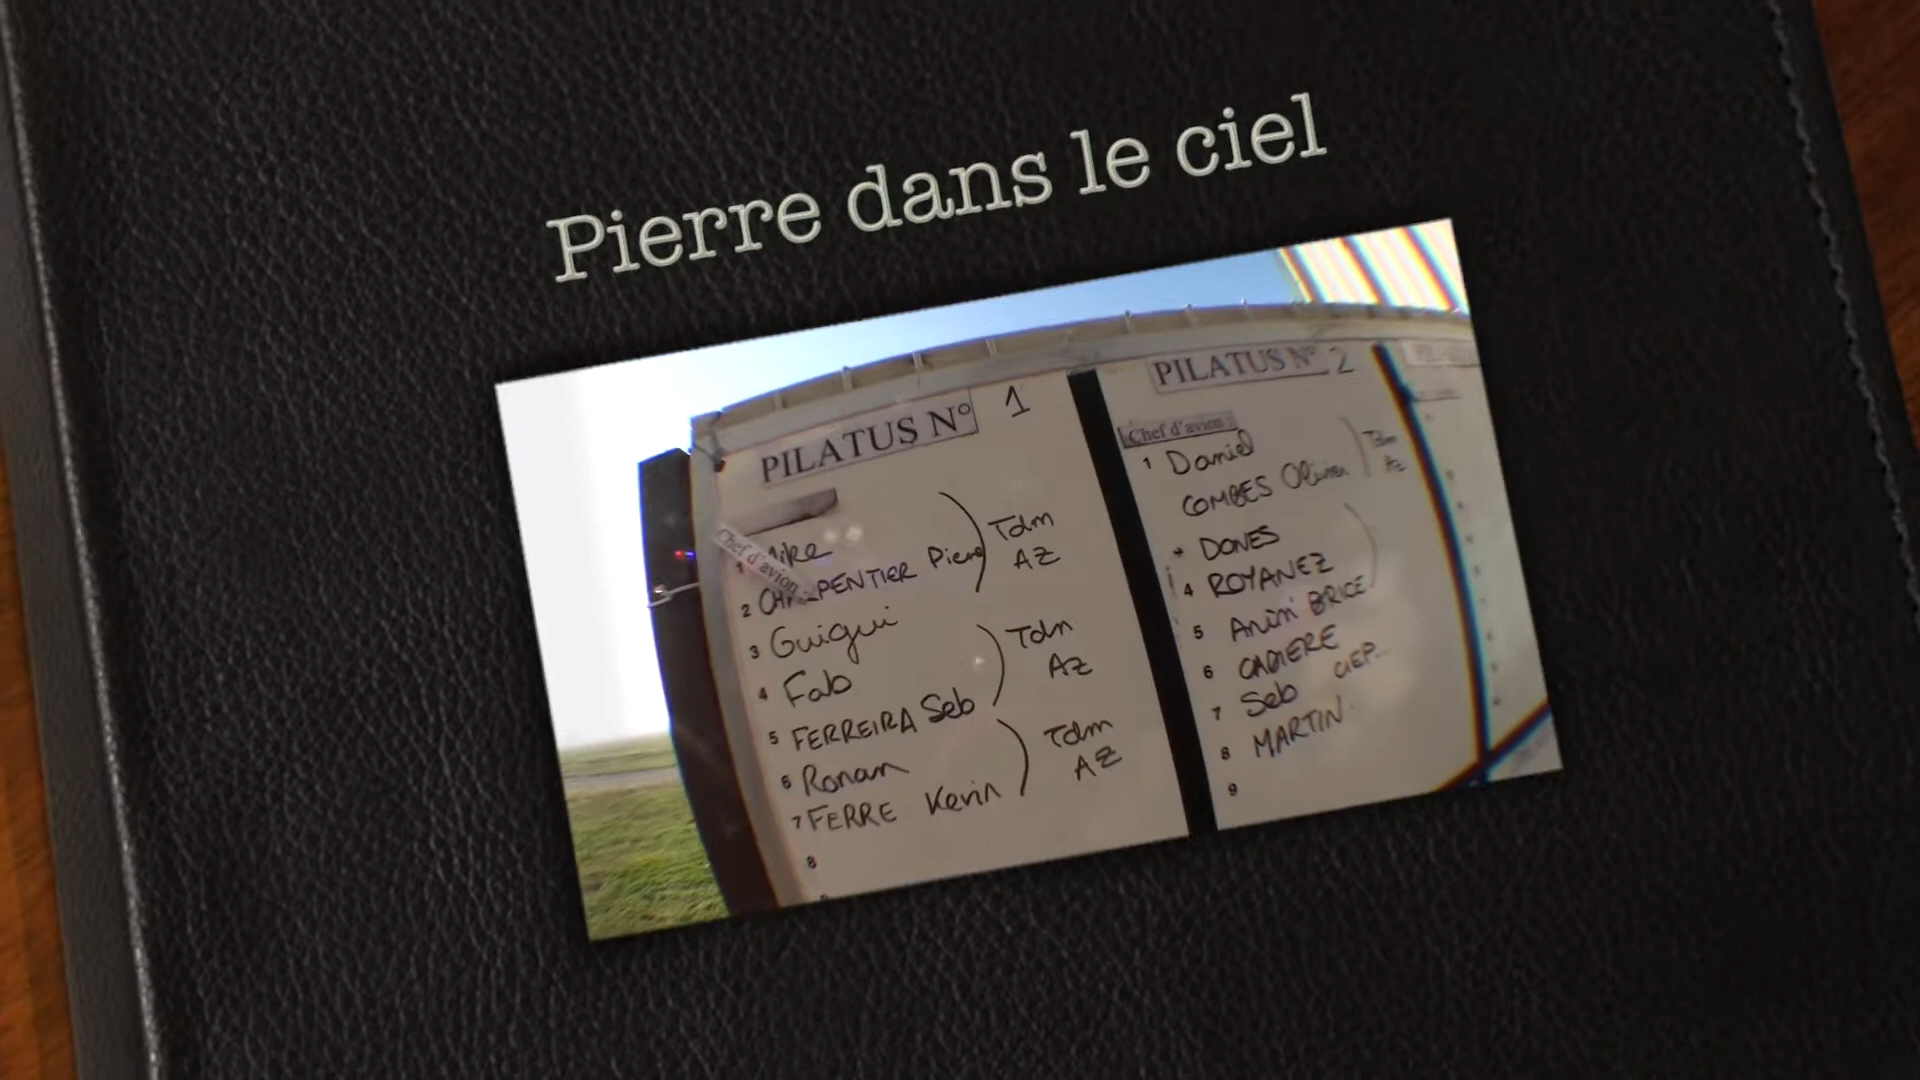 Pierre dans le ciel
PILATUS N° 1
Chef d'avion
1 Mike
2 CHARPENTIER Pierre
Tdm
AZ
3 Guigui
4 Fab
5 FERREIRA Seb
Tdm
AZ
6 Ronan
7 FERRE Kevin
Tdm
AZ
8
PILATUS N° 2
Chef d'avion
1 Daniel
COMBES Olivier
Tdm
Az
DONES
4 ROYANEZ
5 Anim' BRICE
6 CADIERE
7 Seb
8 MARTIN
9